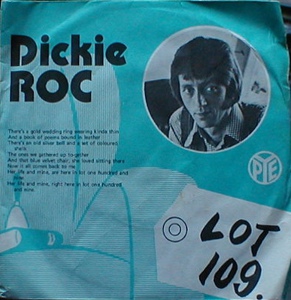 Dickie
ROC
There's a gold wedding ring wearing kinda thin
And a book of poems bound in leather
There's an old silver belt and a set of coloured
shells
The ones we gathered up together
And that blue velvet chair, she loved sitting there
Now it all comes back to me
Her life and mine, are here in lot one hundred and
nine
Her life and mine, right here in lot one hundred
and nine.
PYE
LOT
109.